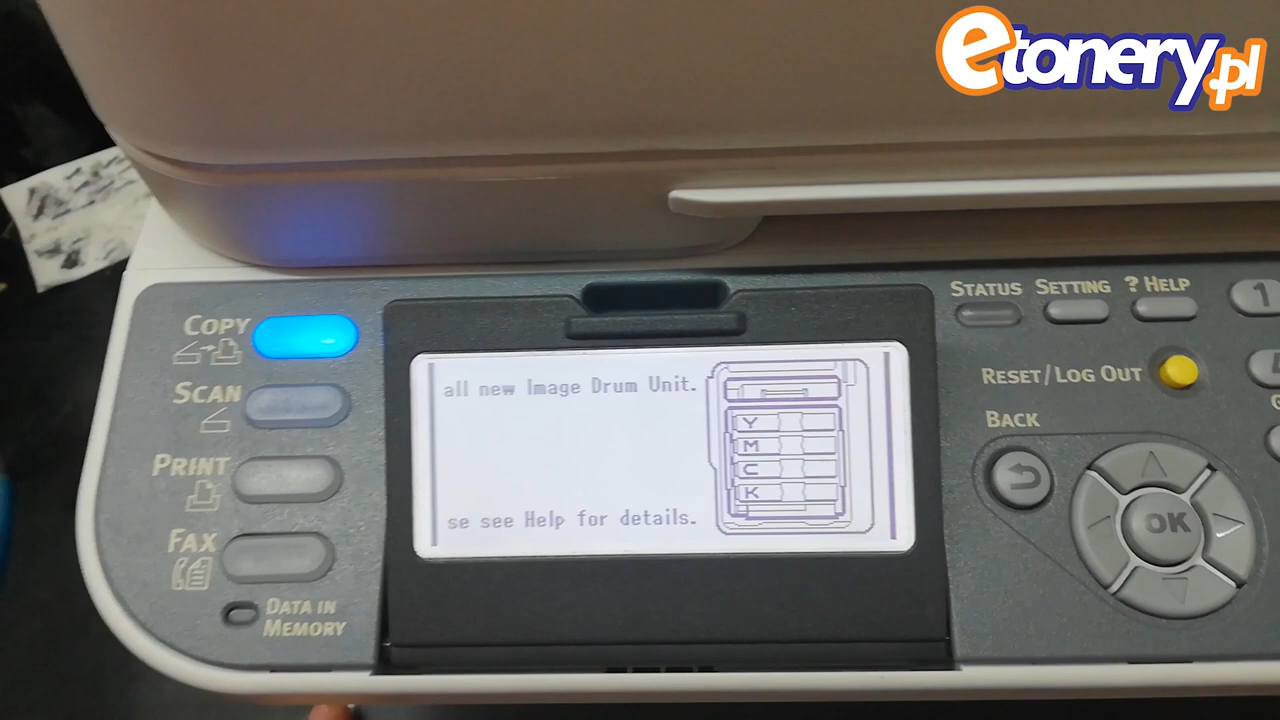 etonery.pl
STATUS SETTING ? HELP
1
COPY
all new Image Drum Unit.
SCAN
RESET/LOG OUT
BACK
Y
M
C
K
PRINT
OK
se see Help for details.
FAX
DATA IN
MEMORY